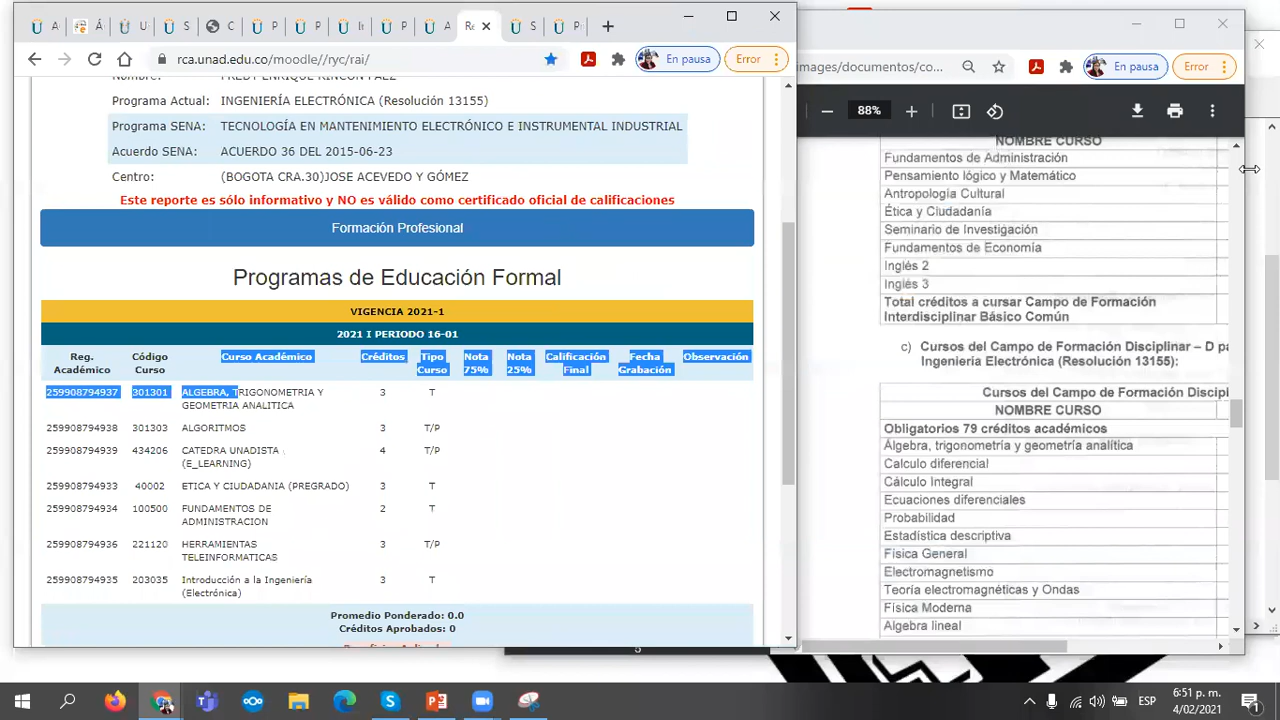 A
Á
U
S
C
P
P
It
P
A
Re
S
P
rca.unad.edu.co/moodle//ryc/rai/
En pausa
Error
Programa Actual: INGENIERÍA ELECTRÓNICA (Resolución 13155)
Programa SENA: TECNOLOGÍA EN MANTENIMIENTO ELECTRÓNICO E INSTRUMENTAL INDUSTRIAL
Acuerdo SENA: ACUERDO 36 DEL 2015-06-23
Centro: (BOGOTA CRA.30)JOSE ACEVEDO Y GÓMEZ
Este reporte es sólo informativo y NO es válido como certificado oficial de calificaciones
Formación Profesional
Programas de Educación Formal
VIGENCIA 2021-1
2021 I PERIODO 16-01
Reg. Académico Código Curso Curso Académico Créditos Tipo Curso Nota 75% Nota 25% Calificación Final Fecha Grabación Observación
259908794937 301301 ALGEBRA, TRIGONOMETRIA Y 3 T
GEOMETRIA ANALITICA
259908794938 301303 ALGORITMOS 3 T/P
259908794939 434206 CATEDRA UNADISTA 4 T/P
(E_LEARNING)
259908794933 40002 ETICA Y CIUDADANIA (PREGRADO) 3 T
259908794934 100500 FUNDAMENTOS DE 2 T
ADMINISTRACION
259908794936 221120 HERRAMIENTAS 3 T/P
TELEINFORMATICAS
259908794935 203035 Introducción a la Ingeniería 3 T
(Electrónica)
Promedio Ponderado: 0.0
Créditos Aprobados: 0
images/documentos/co...
En pausa
Error
88%
NOMBRE CURSO
Fundamentos de Administración
Pensamiento lógico y Matemático
Antropología Cultural
Ética y Ciudadanía
Seminario de Investigación
Fundamentos de Economía
Inglés 2
Inglés 3
Total créditos a cursar Campo de Formación
Interdisciplinar Básico Común
c) Cursos del Campo de Formación Disciplinar – D pa
Ingeniería Electrónica (Resolución 13155):
Cursos del Campo de Formación Discipl
NOMBRE CURSO
Obligatorios 79 créditos académicos
Álgebra, trigonometría y geometría analítica
Calculo diferencial
Cálculo Integral
Ecuaciones diferenciales
Probabilidad
Estadística descriptiva
Física General
Electromagnetismo
Teoría electromagnéticas y Ondas
Física Moderna
Algebra lineal
5
ESP
6:51 p. m.
4/02/2021